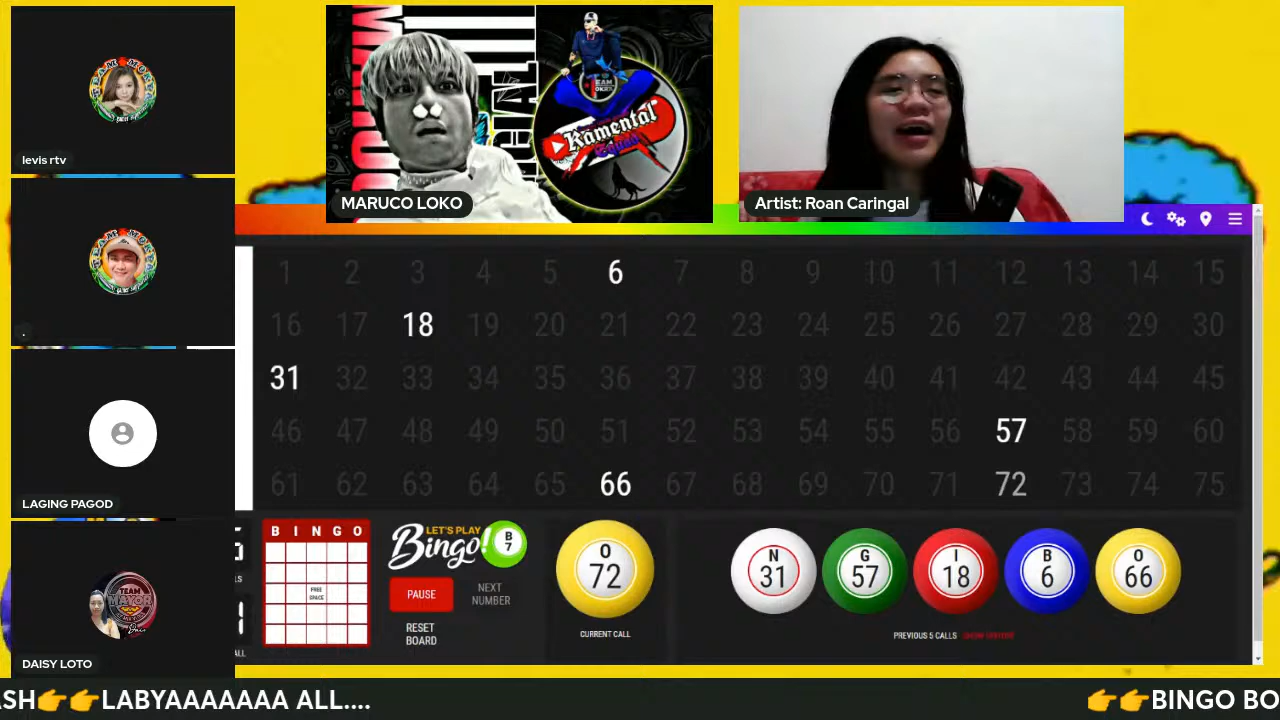 levis rtv
.
LAGING PAGOD
DAISY LOTO
MARUCO LOKO
Kamental
Squad
Artist: Roan Caringal
1 2 3 4 5 6 7 8 9 10 11 12 13 14 15
16 17 18 19 20 21 22 23 24 25 26 27 28 29 30
31 32 33 34 35 36 37 38 39 40 41 42 43 44 45
46 47 48 49 50 51 52 53 54 55 56 57 58 59 60
61 62 63 64 65 66 67 68 69 70 71 72 73 74 75
B I N G O
FREE
SPACE
LET'S PLAY
Bingo!
B
7
PAUSE
NEXT
NUMBER
RESET
BOARD
O
72
CURRENT CALL
N
31
G
57
I
18
B
6
O
66
PREVIOUS 5 CALLS
SH👉👉LABYAAAAAAA ALL....
👉👉BINGO BO